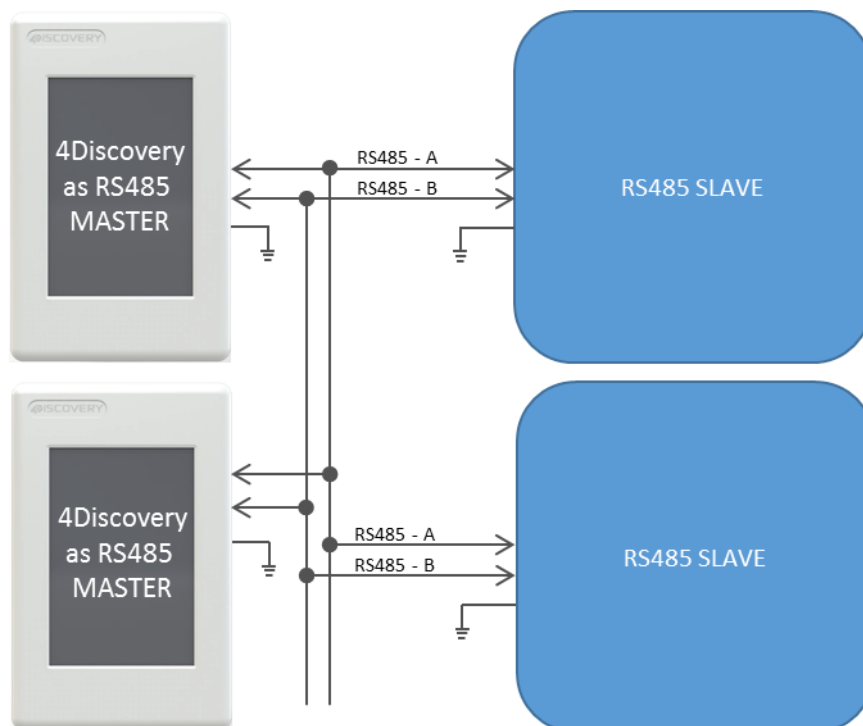 4DISCOVERY
4Discovery
as RS485
MASTER
RS485 - A
RS485 - B
RS485 SLAVE
4DISCOVERY
4Discovery
as RS485
MASTER
RS485 - A
RS485 - B
RS485 SLAVE